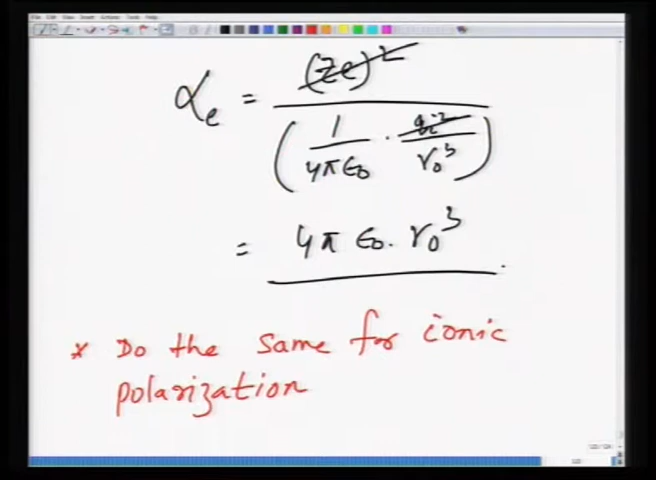 αₑ = (Ze)² / (1/4πϵ₀ · q²/r₀³)
= 4π ϵ₀. r₀³
* Do the same for ionic
polarization